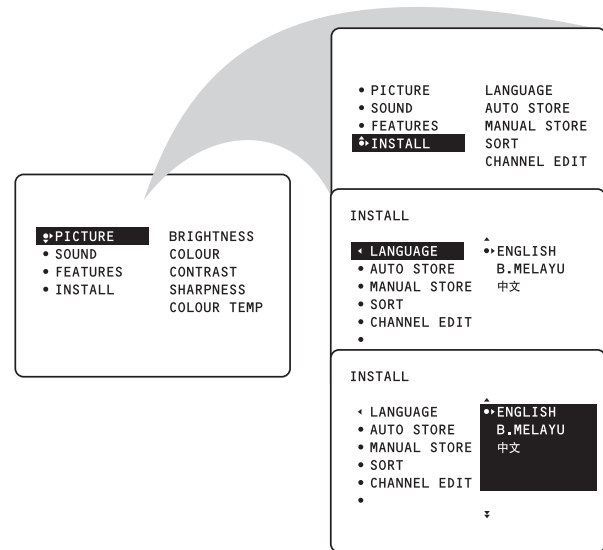 PICTURE
SOUND
FEATURES
INSTALL
BRIGHTNESS
COLOUR
CONTRAST
SHARPNESS
COLOUR TEMP
PICTURE
SOUND
FEATURES
INSTALL
LANGUAGE
AUTO STORE
MANUAL STORE
SORT
CHANNEL EDIT
INSTALL
LANGUAGE
AUTO STORE
MANUAL STORE
SORT
CHANNEL EDIT
ENGLISH
B.MELAYU
中文
INSTALL
LANGUAGE
AUTO STORE
MANUAL STORE
SORT
CHANNEL EDIT
ENGLISH
B.MELAYU
中文